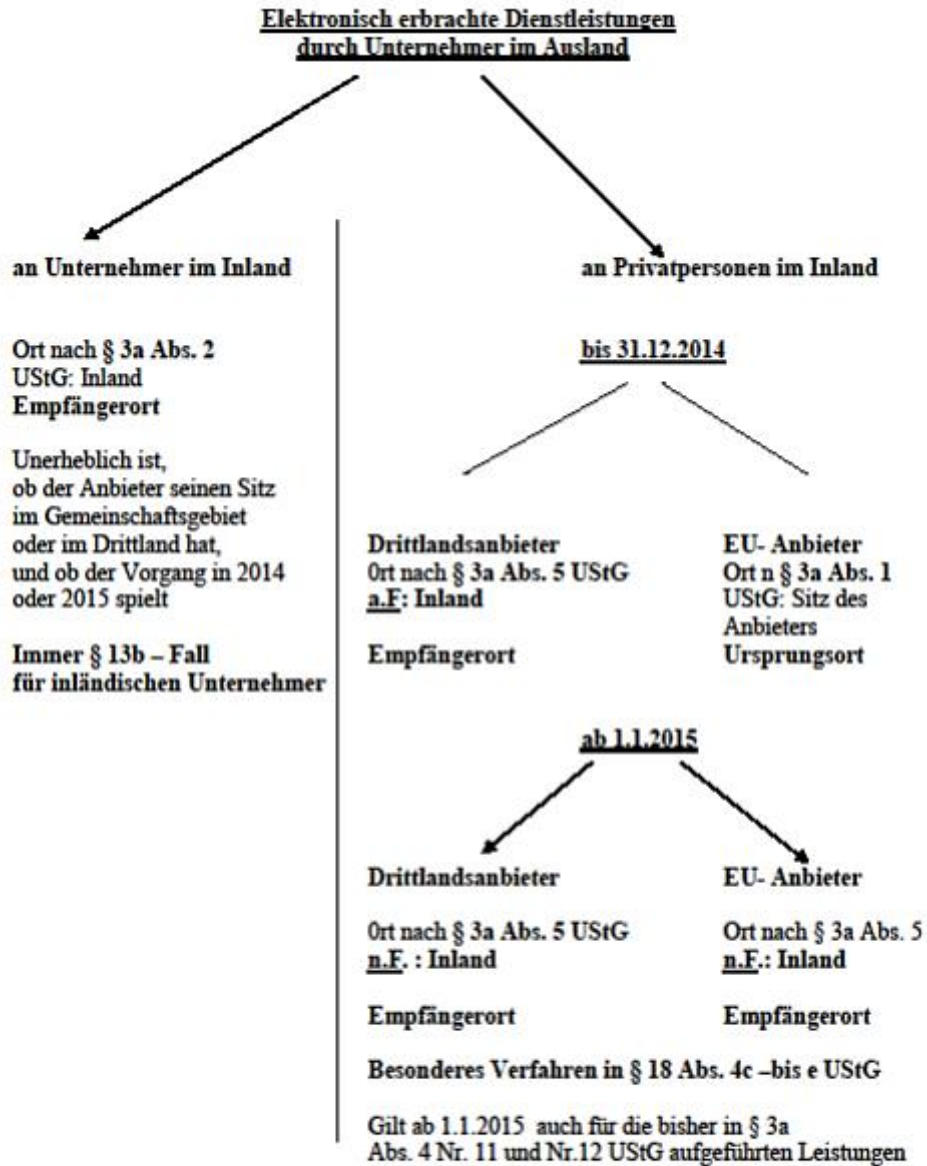 Elektronisch erbrachte Dienstleistungen
durch Unternehmer im Ausland
an Unternehmer im Inland
Ort nach § 3a Abs. 2
UStG: Inland
Empfängerort
Unerheblich ist,
ob der Anbieter seinen Sitz
im Gemeinschaftsgebiet
oder im Drittland hat,
und ob der Vorgang in 2014
oder 2015 spielt
Immer § 13b – Fall
für inländischen Unternehmer
an Privatpersonen im Inland
bis 31.12.2014
Drittlandsanbieter
0rt nach § 3a Abs. 5 UStG
a.F: Inland
Empfängerort
EU- Anbieter
Ort n § 3a Abs. 1
UStG: Sitz des
Anbieters
Ursprungsort
ab 1.1.2015
Drittlandsanbieter
0rt nach § 3a Abs. 5 UStG
n.F. : Inland
Empfängerort
EU- Anbieter
Ort nach § 3a Abs. 5
n.F.: Inland
Empfängerort
Besonderes Verfahren in § 18 Abs. 4c –bis e UStG
Gilt ab 1.1.2015 auch für die bisher in § 3a
Abs. 4 Nr. 11 und Nr.12 UStG aufgeführten Leistungen